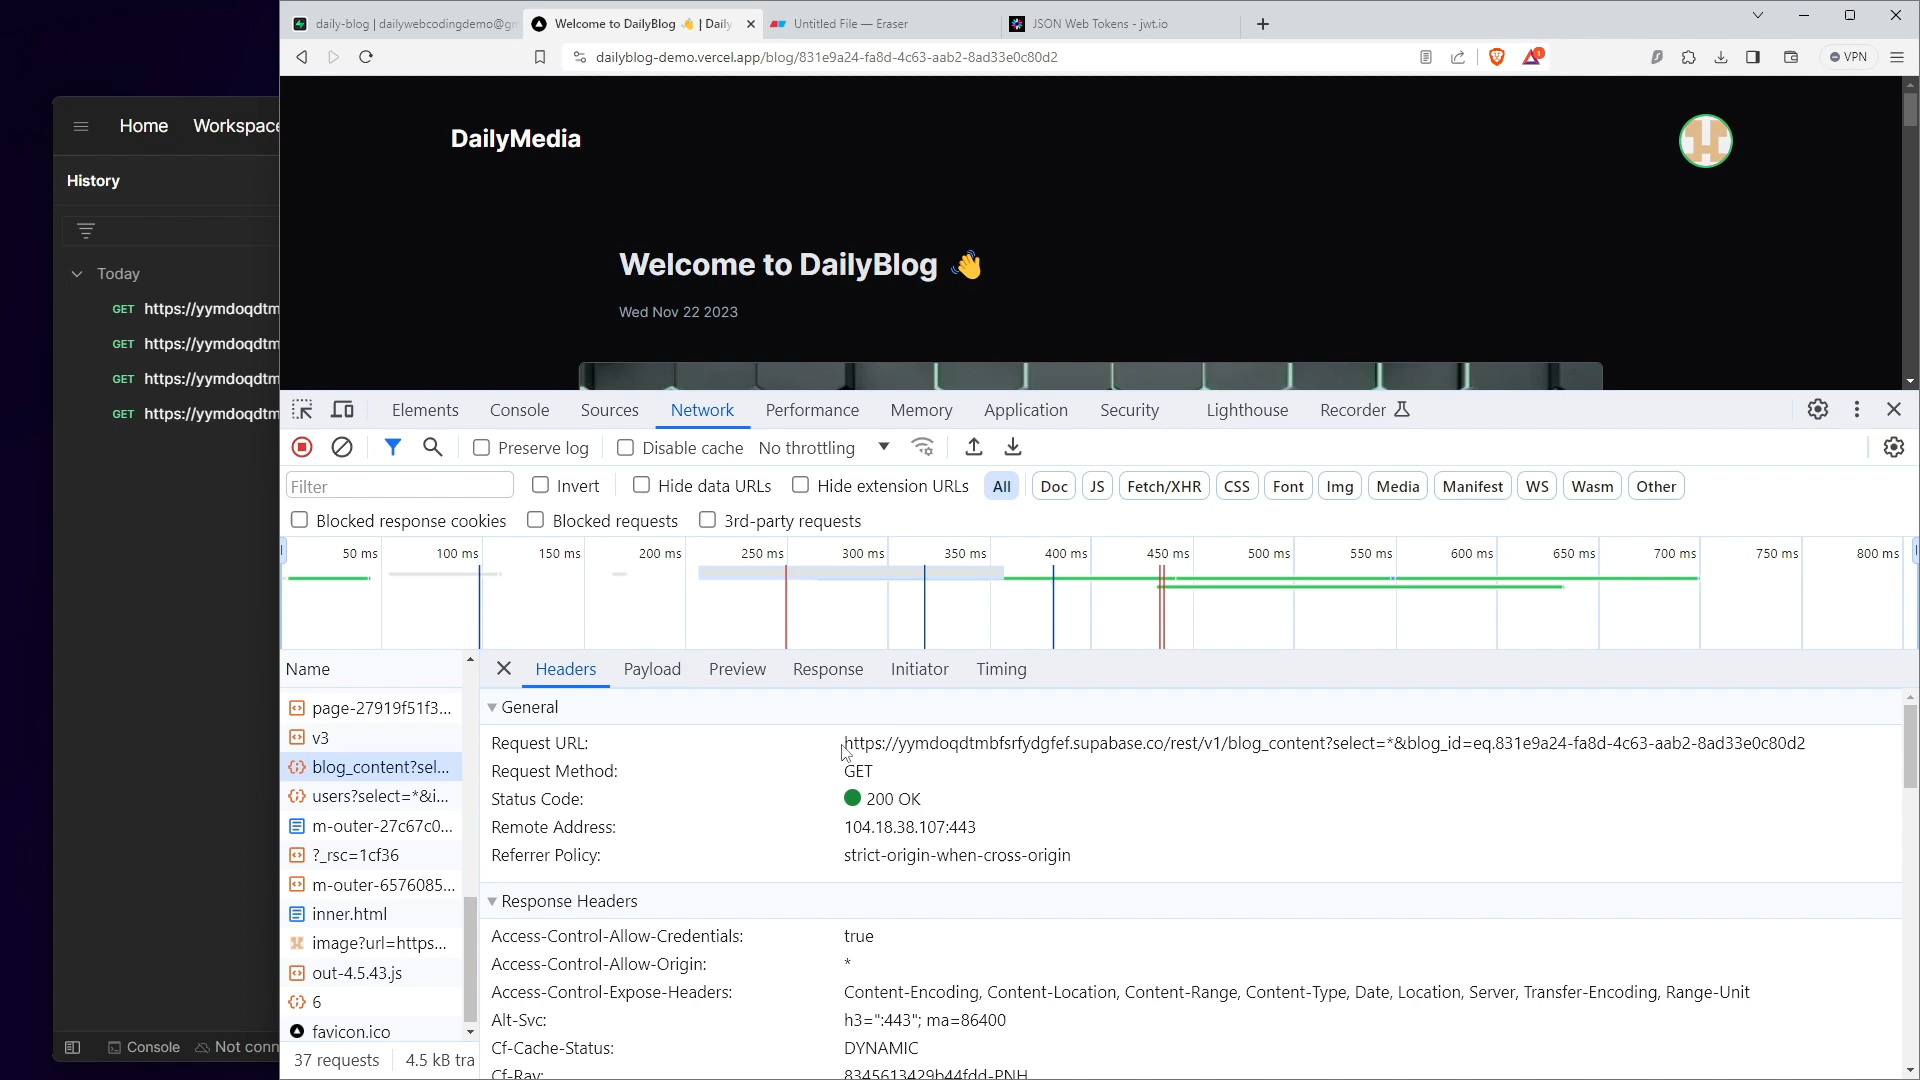 daily-blog | dailywebcodingdemo@g
Welcome to DailyBlog 👋 | Daily
Untitled File — Eraser
JSON Web Tokens - jwt.io
dailyblog-demo.vercel.app/blog/831e9a24-fa8d-4c63-aab2-8ad33e0c80d2
1
VPN
Home
Workspace
History
Today
GET https://yymdoqdtm
GET https://yymdoqdtm
GET https://yymdoqdtm
GET https://yymdoqdtm
Console
Not conn
DailyMedia
Welcome to DailyBlog 👋
Wed Nov 22 2023
Elements Console Sources Network Performance Memory Application Security Lighthouse Recorder
Preserve log Disable cache No throttling
Filter Invert Hide data URLs Hide extension URLs All Doc JS Fetch/XHR CSS Font Img Media Manifest WS Wasm Other
Blocked response cookies Blocked requests 3rd-party requests
50 ms 100 ms 150 ms 200 ms 250 ms 300 ms 350 ms 400 ms 450 ms 500 ms 550 ms 600 ms 650 ms 700 ms 750 ms 800 ms
Name
page-27919f51f3...
v3
blog_content?sel...
users?select=*&i...
m-outer-27c67c0...
?_rsc=1cf36
m-outer-6576085...
inner.html
image?url=https...
out-4.5.43.js
6
favicon.ico
37 requests 4.5 kB tra
Headers Payload Preview Response Initiator Timing
General
Request URL: https://yymdoqdtmbfsrfydgfef.supabase.co/rest/v1/blog_content?select=*&blog_id=eq.831e9a24-fa8d-4c63-aab2-8ad33e0c80d2
Request Method: GET
Status Code: 200 OK
Remote Address: 104.18.38.107:443
Referrer Policy: strict-origin-when-cross-origin
Response Headers
Access-Control-Allow-Credentials: true
Access-Control-Allow-Origin: *
Access-Control-Expose-Headers: Content-Encoding, Content-Location, Content-Range, Content-Type, Date, Location, Server, Transfer-Encoding, Range-Unit
Alt-Svc: h3=":443"; ma=86400
Cf-Cache-Status: DYNAMIC
Cf-Ray: 8345613429b44fdd-PNH